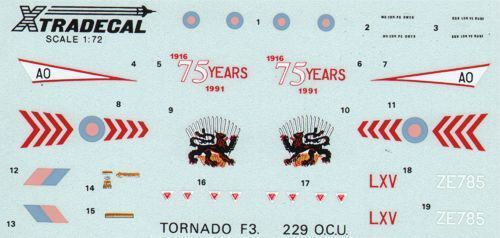 XTRADECAL
SCALE 1:72
1
2
3
AO
4
5
1916
75 YEARS
1991
1916
75 YEARS
1991
6
7
AO
8
9
10
11
12
14
16
17
18
LXV
ZE785
13
15
TORNADO F3.
229 O.C.U.
19
LXV
ZE785